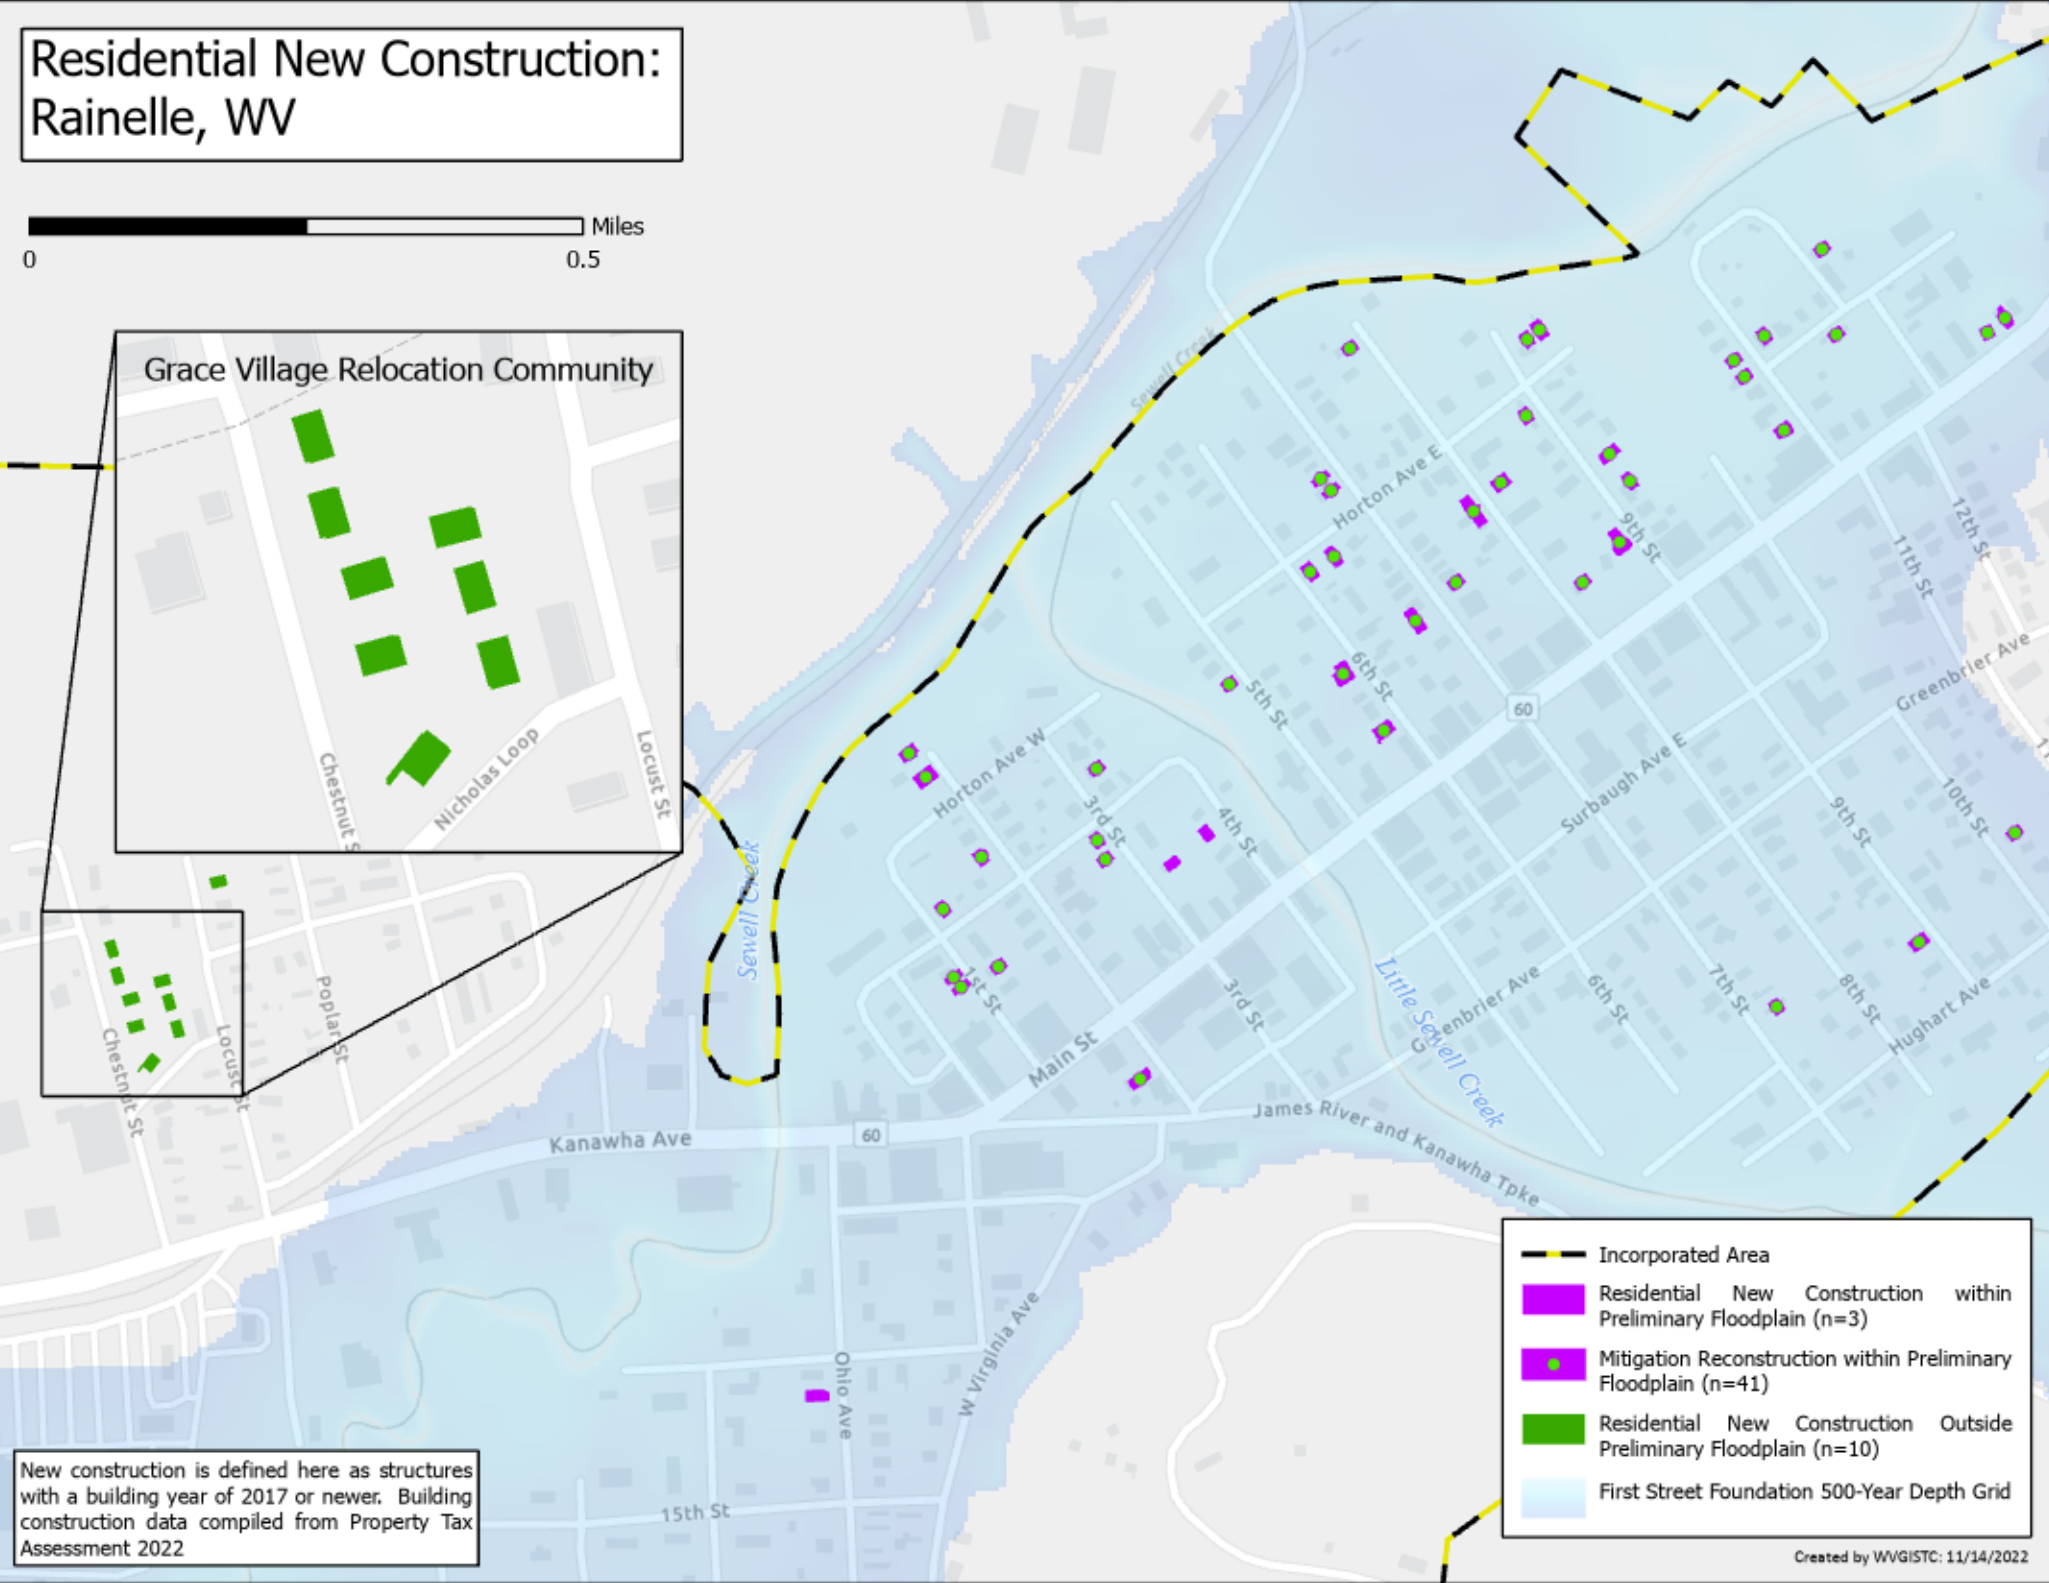 Residential New Construction:
Rainelle, WV
Miles
0
0.5
Grace Village Relocation Community
Chestnut S
Nicholas Loop
Locust St
Sewell Creek
Horton Ave E
9th St
12th St
11th St
Greenbrier Ave
6th St
5th St
60
Horton Ave W
3rd St
4th St
Surbaugh Ave E
9th St
10th St
Sewell Creek
Poplar St
Chestnut St
Locust St
1st St
Main St
3rd St
Little Sewell Creek
G
enbrier Ave
6th St
7th St
8th St
Hughart Ave
Kanawha Ave
60
James River and Kanawha Tpke
Ohio Ave
W Virginia Ave
15th St
Incorporated Area
Residential New Construction within
Preliminary Floodplain (n=3)
Mitigation Reconstruction within Preliminary
Floodplain (n=41)
Residential New Construction Outside
Preliminary Floodplain (n=10)
First Street Foundation 500-Year Depth Grid
New construction is defined here as structures
with a building year of 2017 or newer. Building
construction data compiled from Property Tax
Assessment 2022
Created by WVGISTC: 11/14/2022